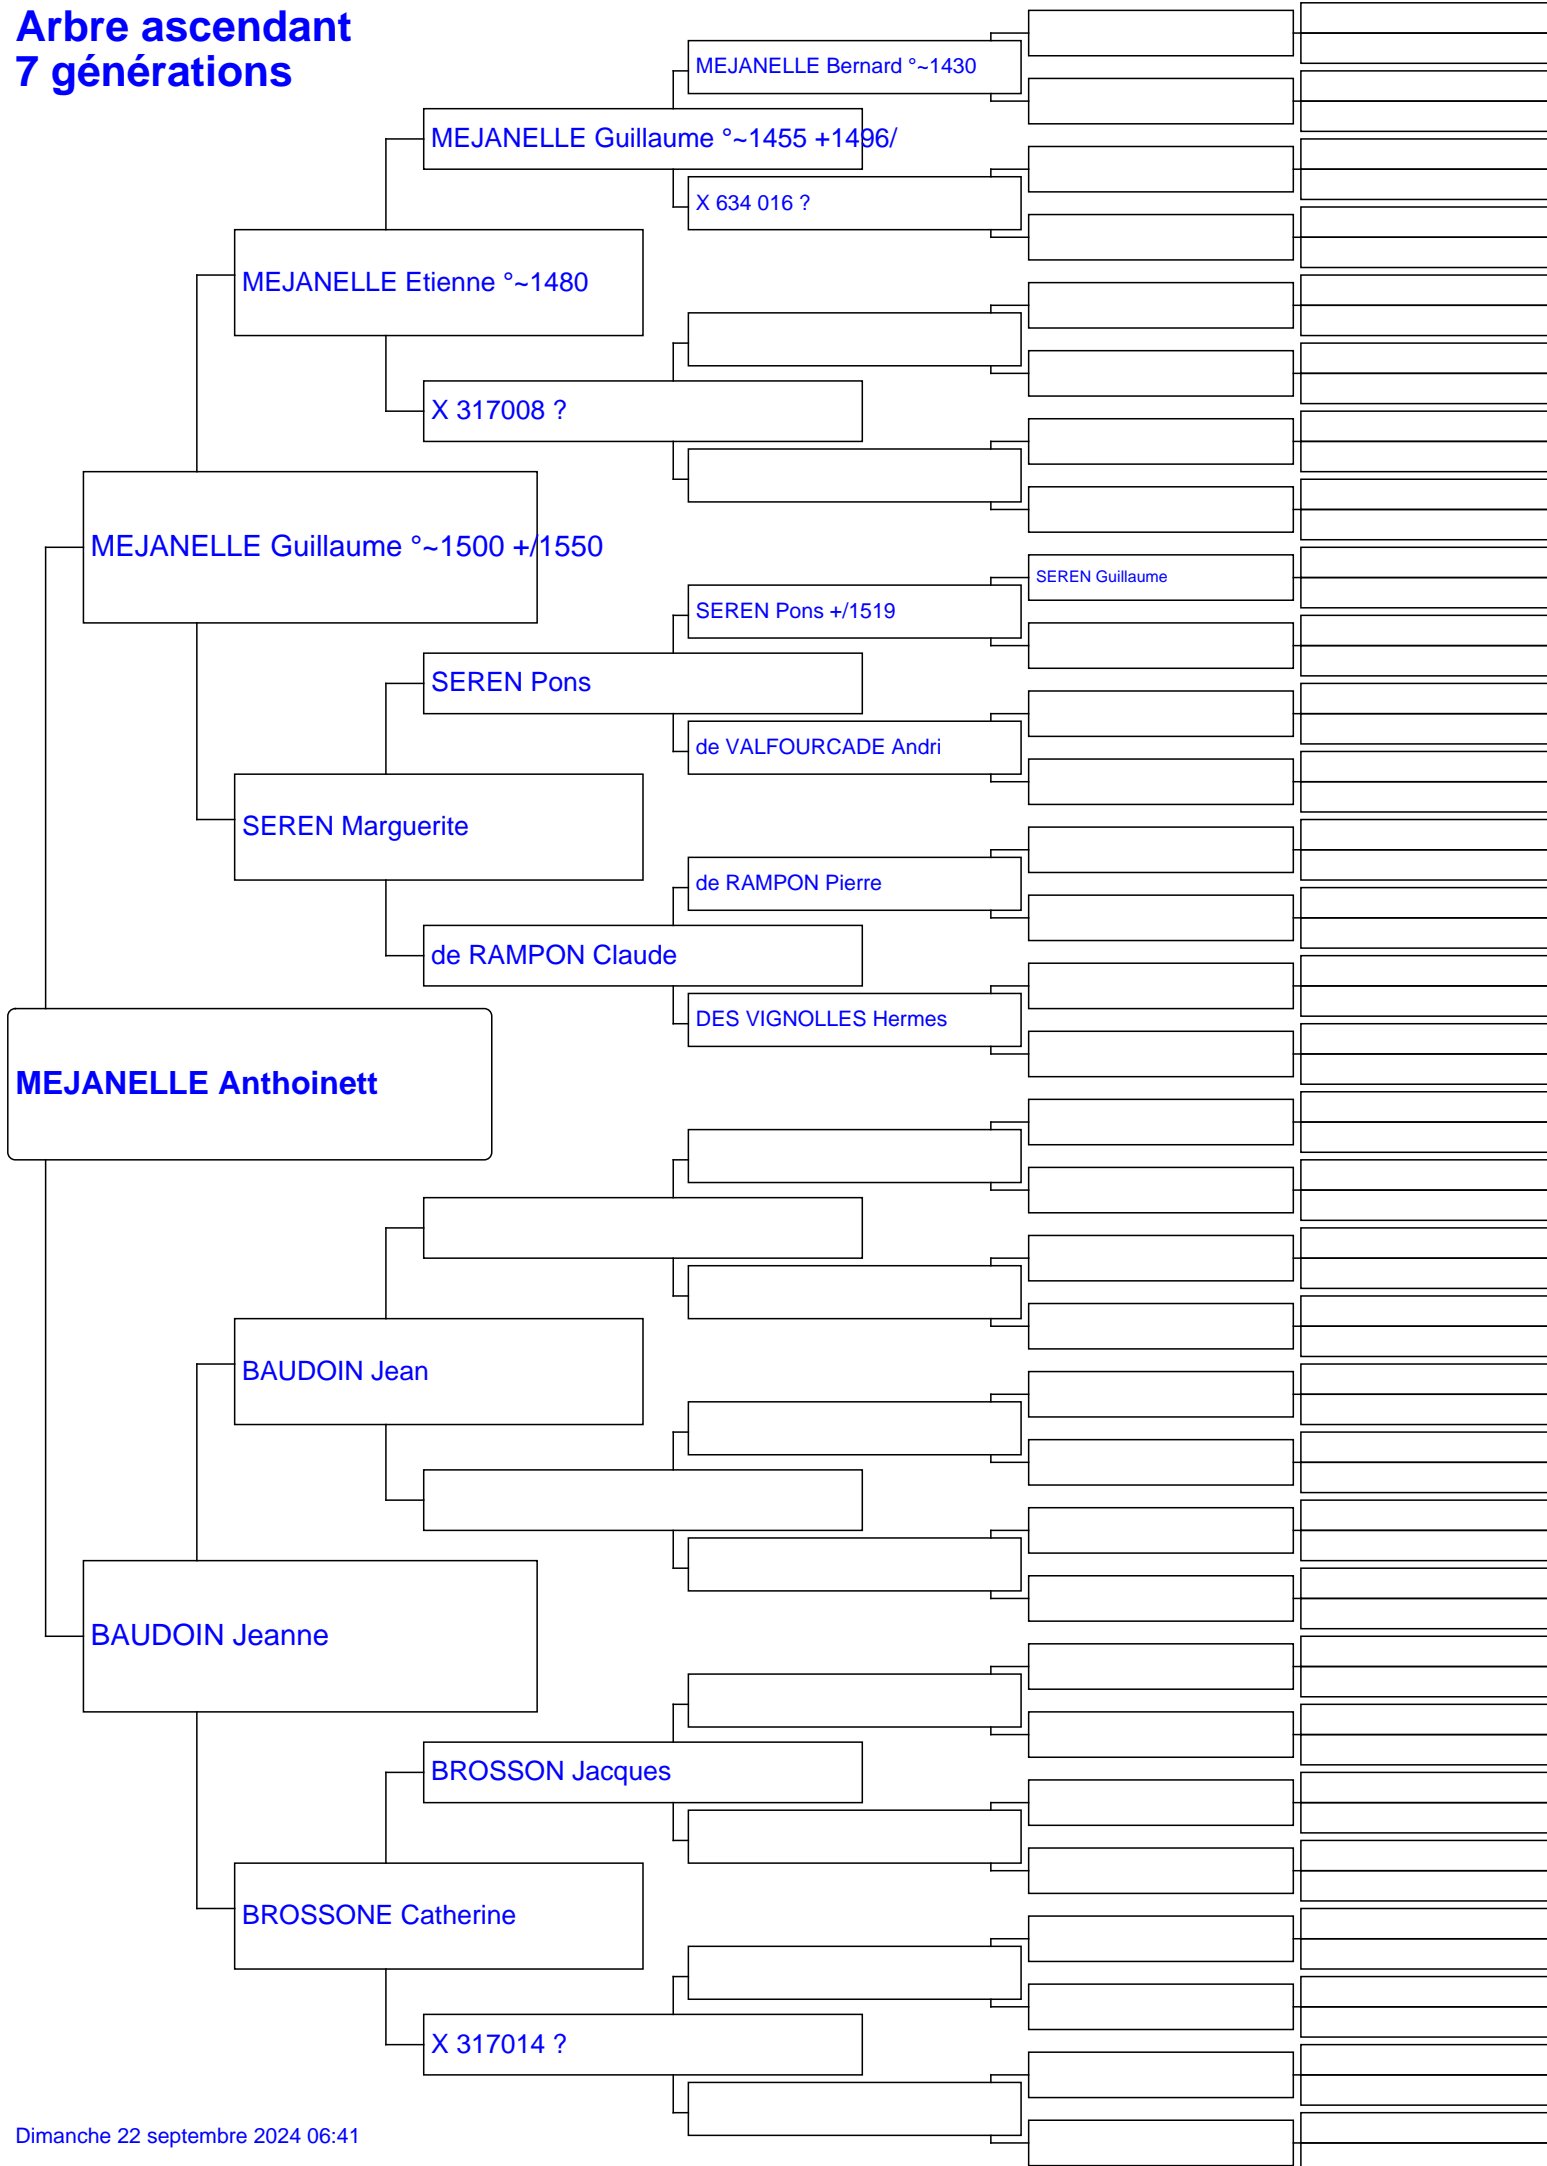 Arbre ascendant
7 générations
MEJANELLE Bernard °~1430
MEJANELLE Guillaume °~1455 +1496/
X 634 016 ?
MEJANELLE Etienne °~1480
X 317008 ?
MEJANELLE Guillaume °~1500 +/1550
SEREN Guillaume
SEREN Pons +/1519
SEREN Pons
de VALFOURCADE Andri
SEREN Marguerite
de RAMPON Pierre
de RAMPON Claude
DES VIGNOLLES Hermes
MEJANELLE Anthoinett
BAUDOIN Jean
BAUDOIN Jeanne
BROSSON Jacques
BROSSONE Catherine
X 317014 ?
Dimanche 22 septembre 2024 06:41